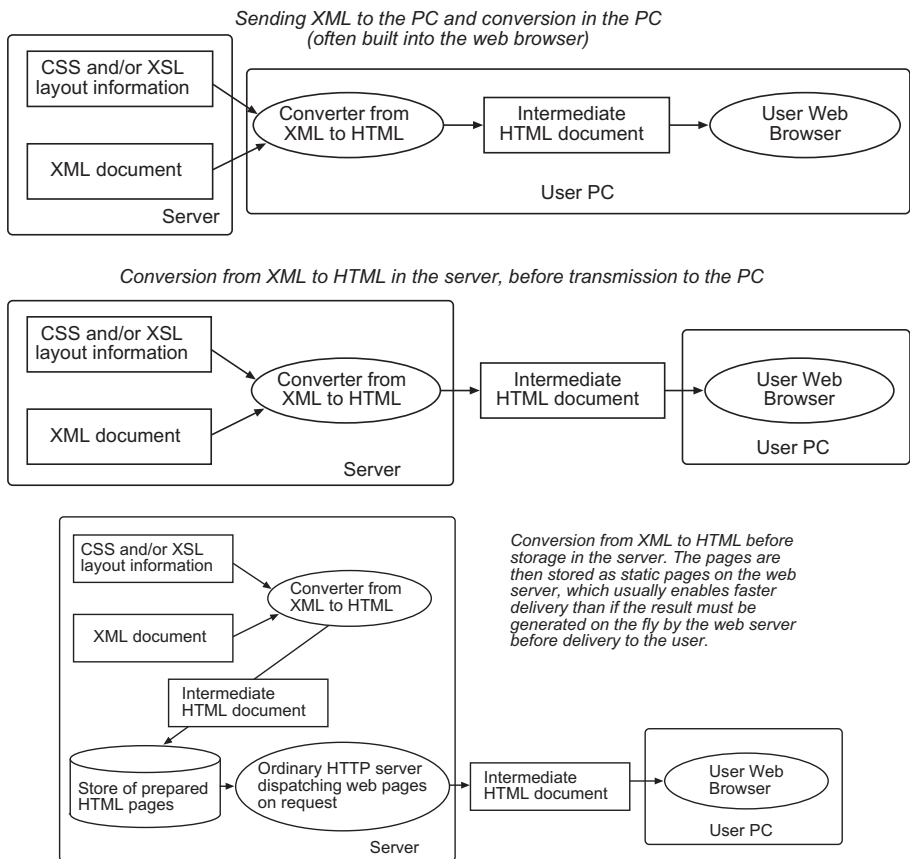 Sending XML to the PC and conversion in the PC
(often built into the web browser)
CSS and/or XSL
layout information
XML document
Server
Converter from
XML to HTML
Intermediate
HTML document
User Web
Browser
User PC
Conversion from XML to HTML in the server, before transmission to the PC
CSS and/or XSL
layout information
XML document
Converter from
XML to HTML
Server
Intermediate
HTML document
User Web
Browser
User PC
CSS and/or XSL
layout information
XML document
Converter from
XML to HTML
Intermediate
HTML document
Store of prepared
HTML pages
Ordinary HTTP server
dispatching web pages
on request
Server
Conversion from XML to HTML before
storage in the server. The pages are
then stored as static pages on the web
server, which usually enables faster
delivery than if the result must be
generated on the fly by the web server
before delivery to the user.
Intermediate
HTML document
User Web
Browser
User PC